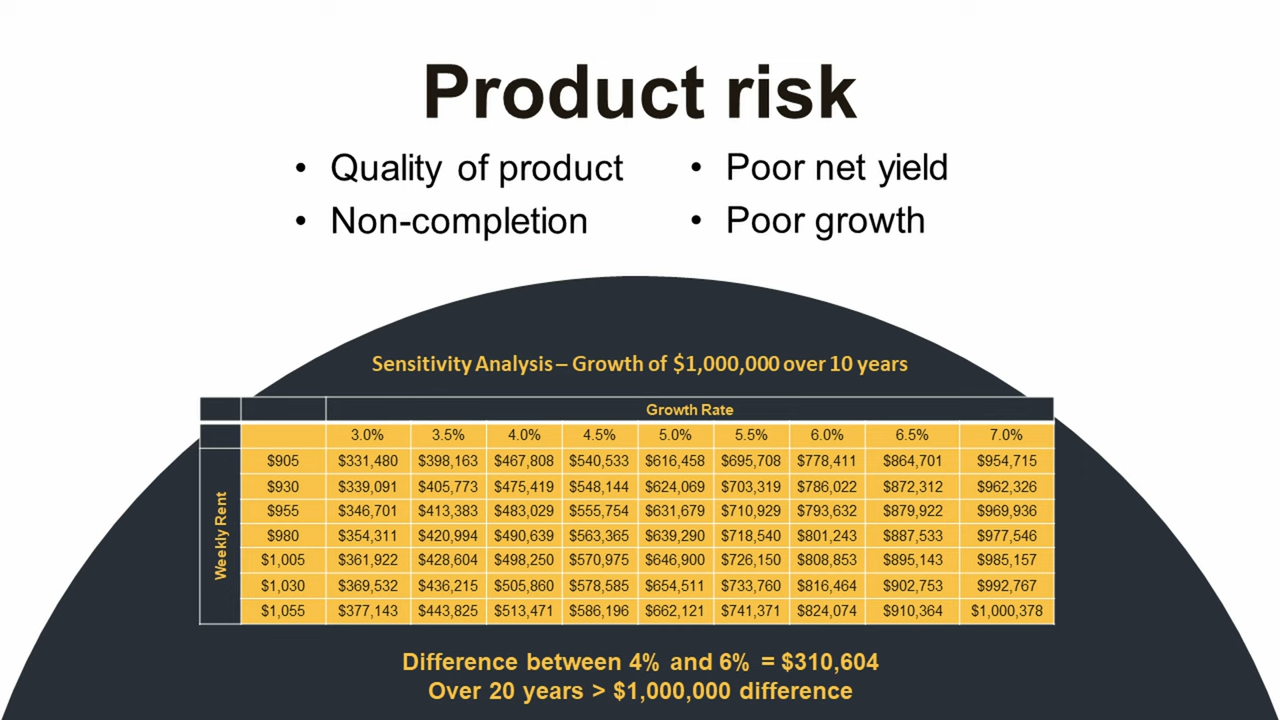 Product risk
• Quality of product
• Non-completion
• Poor net yield
• Poor growth
Sensitivity Analysis – Growth of $1,000,000 over 10 years
Growth Rate
3.0% 3.5% 4.0% 4.5% 5.0% 5.5% 6.0% 6.5% 7.0%
Weekly Rent
$905 $331,480 $398,163 $467,808 $540,533 $616,458 $695,708 $778,411 $864,701 $954,715
$930 $339,091 $405,773 $475,419 $548,144 $624,069 $703,319 $786,022 $872,312 $962,326
$955 $346,701 $413,383 $483,029 $555,754 $631,679 $710,929 $793,632 $879,922 $969,936
$980 $354,311 $420,994 $490,639 $563,365 $639,290 $718,540 $801,243 $887,533 $977,546
$1,005 $361,922 $428,604 $498,250 $570,975 $646,900 $726,150 $808,853 $895,143 $985,157
$1,030 $369,532 $436,215 $505,860 $578,585 $654,511 $733,760 $816,464 $902,753 $992,767
$1,055 $377,143 $443,825 $513,471 $586,196 $662,121 $741,371 $824,074 $910,364 $1,000,378
Difference between 4% and 6% = $310,604
Over 20 years > $1,000,000 difference